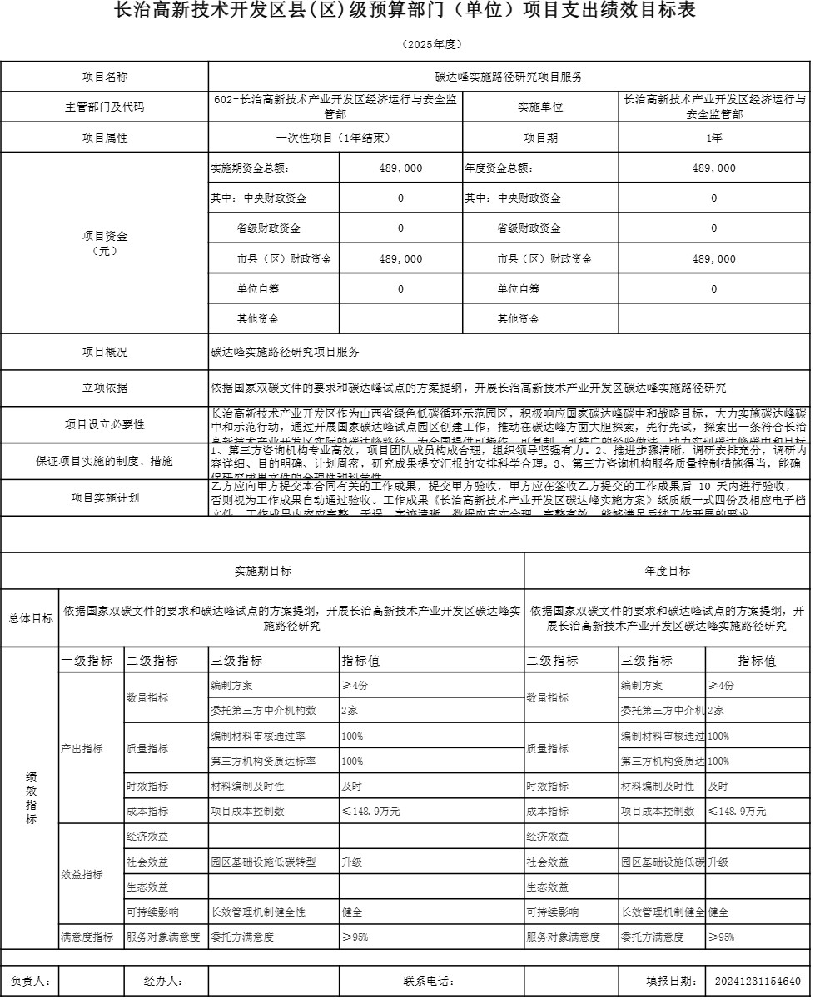 长治高新技术开发区县(区)级预算部门（单位）项目支出绩效目标表
（2025年度）
项目名称 碳达峰实施路径研究项目服务
主管部门及代码 602-长治高新技术产业开发区经济运行与安全监管部 实施单位 长治高新技术产业开发区经济运行与安全监管部
项目属性 一次性项目（1年结束） 项目期 1年
项目资金（元）
实施期资金总额： 489,000 年度资金总额： 489,000
其中：中央财政资金 0 其中：中央财政资金 0
省级财政资金 0 省级财政资金 0
市县（区）财政资金 489,000 市县（区）财政资金 489,000
单位自筹 0 单位自筹 0
其他资金 其他资金
项目概况 碳达峰实施路径研究项目服务
立项依据 依据国家双碳文件的要求和碳达峰试点的方案提纲，开展长治高新技术产业开发区碳达峰实施路径研究
项目设立必要性
长治高新技术产业开发区作为山西省绿色低碳循环示范园区，积极响应国家碳达峰碳中和战略目标，大力实施碳达峰碳
中和示范行动，通过开展国家碳达峰试点园区创建工作，推动在碳达峰方面大胆探索，先行先试，探索出一条符合长治
高新技术产业开发区实际的碳达峰路径，为全国提供可操作、可复制、可推广的经验做法，助力实现碳达峰碳中和目标
保证项目实施的制度、措施
1、第三方咨询机构专业高效，项目团队成员构成合理，组织领导坚强有力。2、推进步骤清晰，调研安排充分，调研内
容详细、目的明确、计划周密，研究成果提交汇报的安排科学合理。3、第三方咨询机构服务质量控制措施得当，能确
保研究成果文件的合理性和科学性
项目实施计划
乙方应向甲方提交本合同有关的工作成果，提交甲方验收，甲方应在签收乙方提交的工作成果后 10 天内进行验收，
否则视为工作成果自动通过验收。工作成果《长治高新技术产业开发区碳达峰实施方案》纸质版一式四份及相应电子档
文件。工作成果内容应完整、无误，字迹清晰，数据应真实合理、完整有效，能够满足后续工作开展的要求。
实施期目标 年度目标
总体目标
依据国家双碳文件的要求和碳达峰试点的方案提纲，开展长治高新技术产业开发区碳达峰实
施路径研究
依据国家双碳文件的要求和碳达峰试点的方案提纲，开
展长治高新技术产业开发区碳达峰实施路径研究
绩效指标
一级指标 二级指标 三级指标 指标值 二级指标 三级指标 指标值
产出指标
数量指标 编制方案 ≥4份 数量指标 编制方案 ≥4份
委托第三方中介机构数 2家 委托第三方中介机 2家
质量指标 编制材料审核通过率 100% 质量指标 编制材料审核通过 100%
第三方机构资质达标率 100% 第三方机构资质达 100%
时效指标 材料编制及时性 及时 时效指标 材料编制及时性 及时
成本指标 项目成本控制数 ≤148.9万元 成本指标 项目成本控制数 ≤148.9万元
效益指标
经济效益 经济效益
社会效益 园区基础设施低碳转型 升级 社会效益 园区基础设施低碳 升级
生态效益 生态效益
可持续影响 长效管理机制健全性 健全 可持续影响 长效管理机制健全 健全
满意度指标 服务对象满意度 委托方满意度 ≥95% 服务对象满意度 委托方满意度 ≥95%
负责人： 经办人： 联系电话： 填报日期： 20241231154640